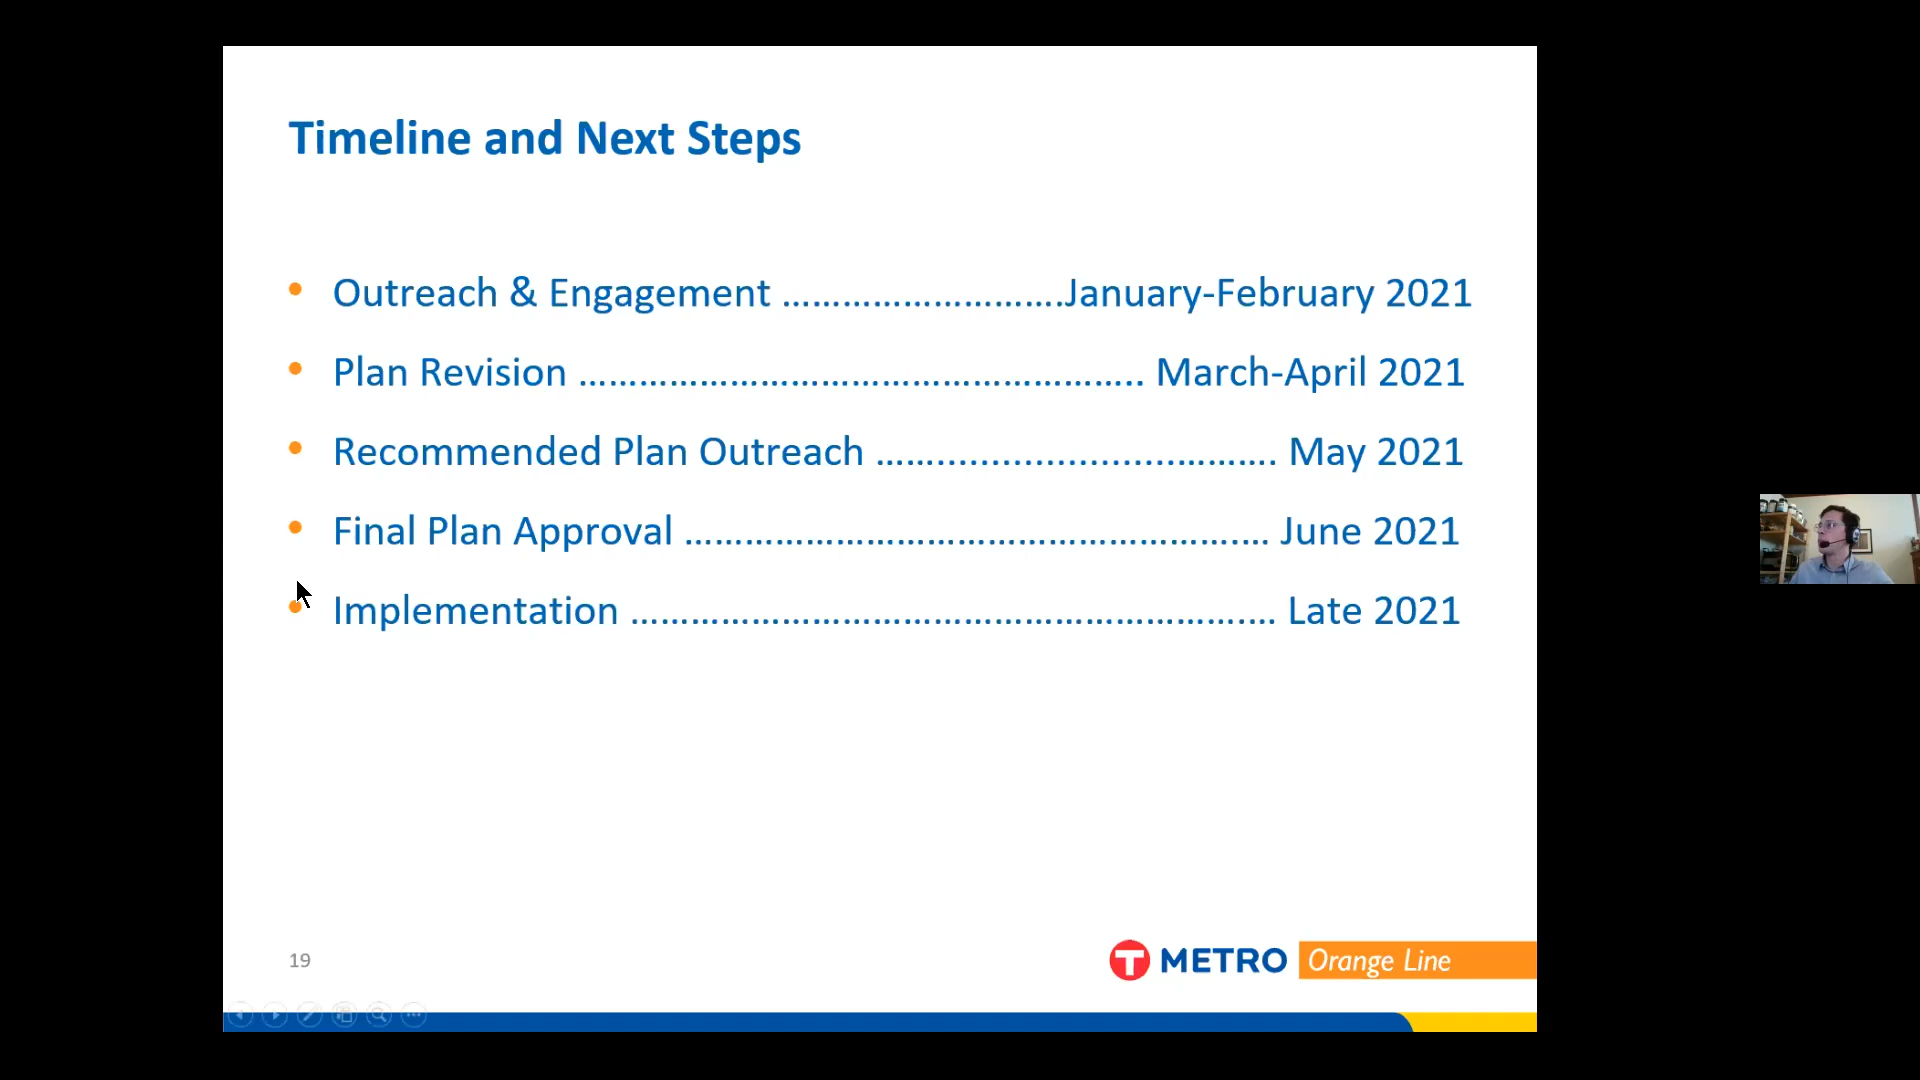 Timeline and Next Steps
• Outreach & Engagement ……………………….January-February 2021
• Plan Revision ……………………………………………….. March-April 2021
• Recommended Plan Outreach ……........................………. May 2021
• Final Plan Approval ……………………………………………….… June 2021
• Implementation …………………………………………………….… Late 2021
19
T METRO Orange Line